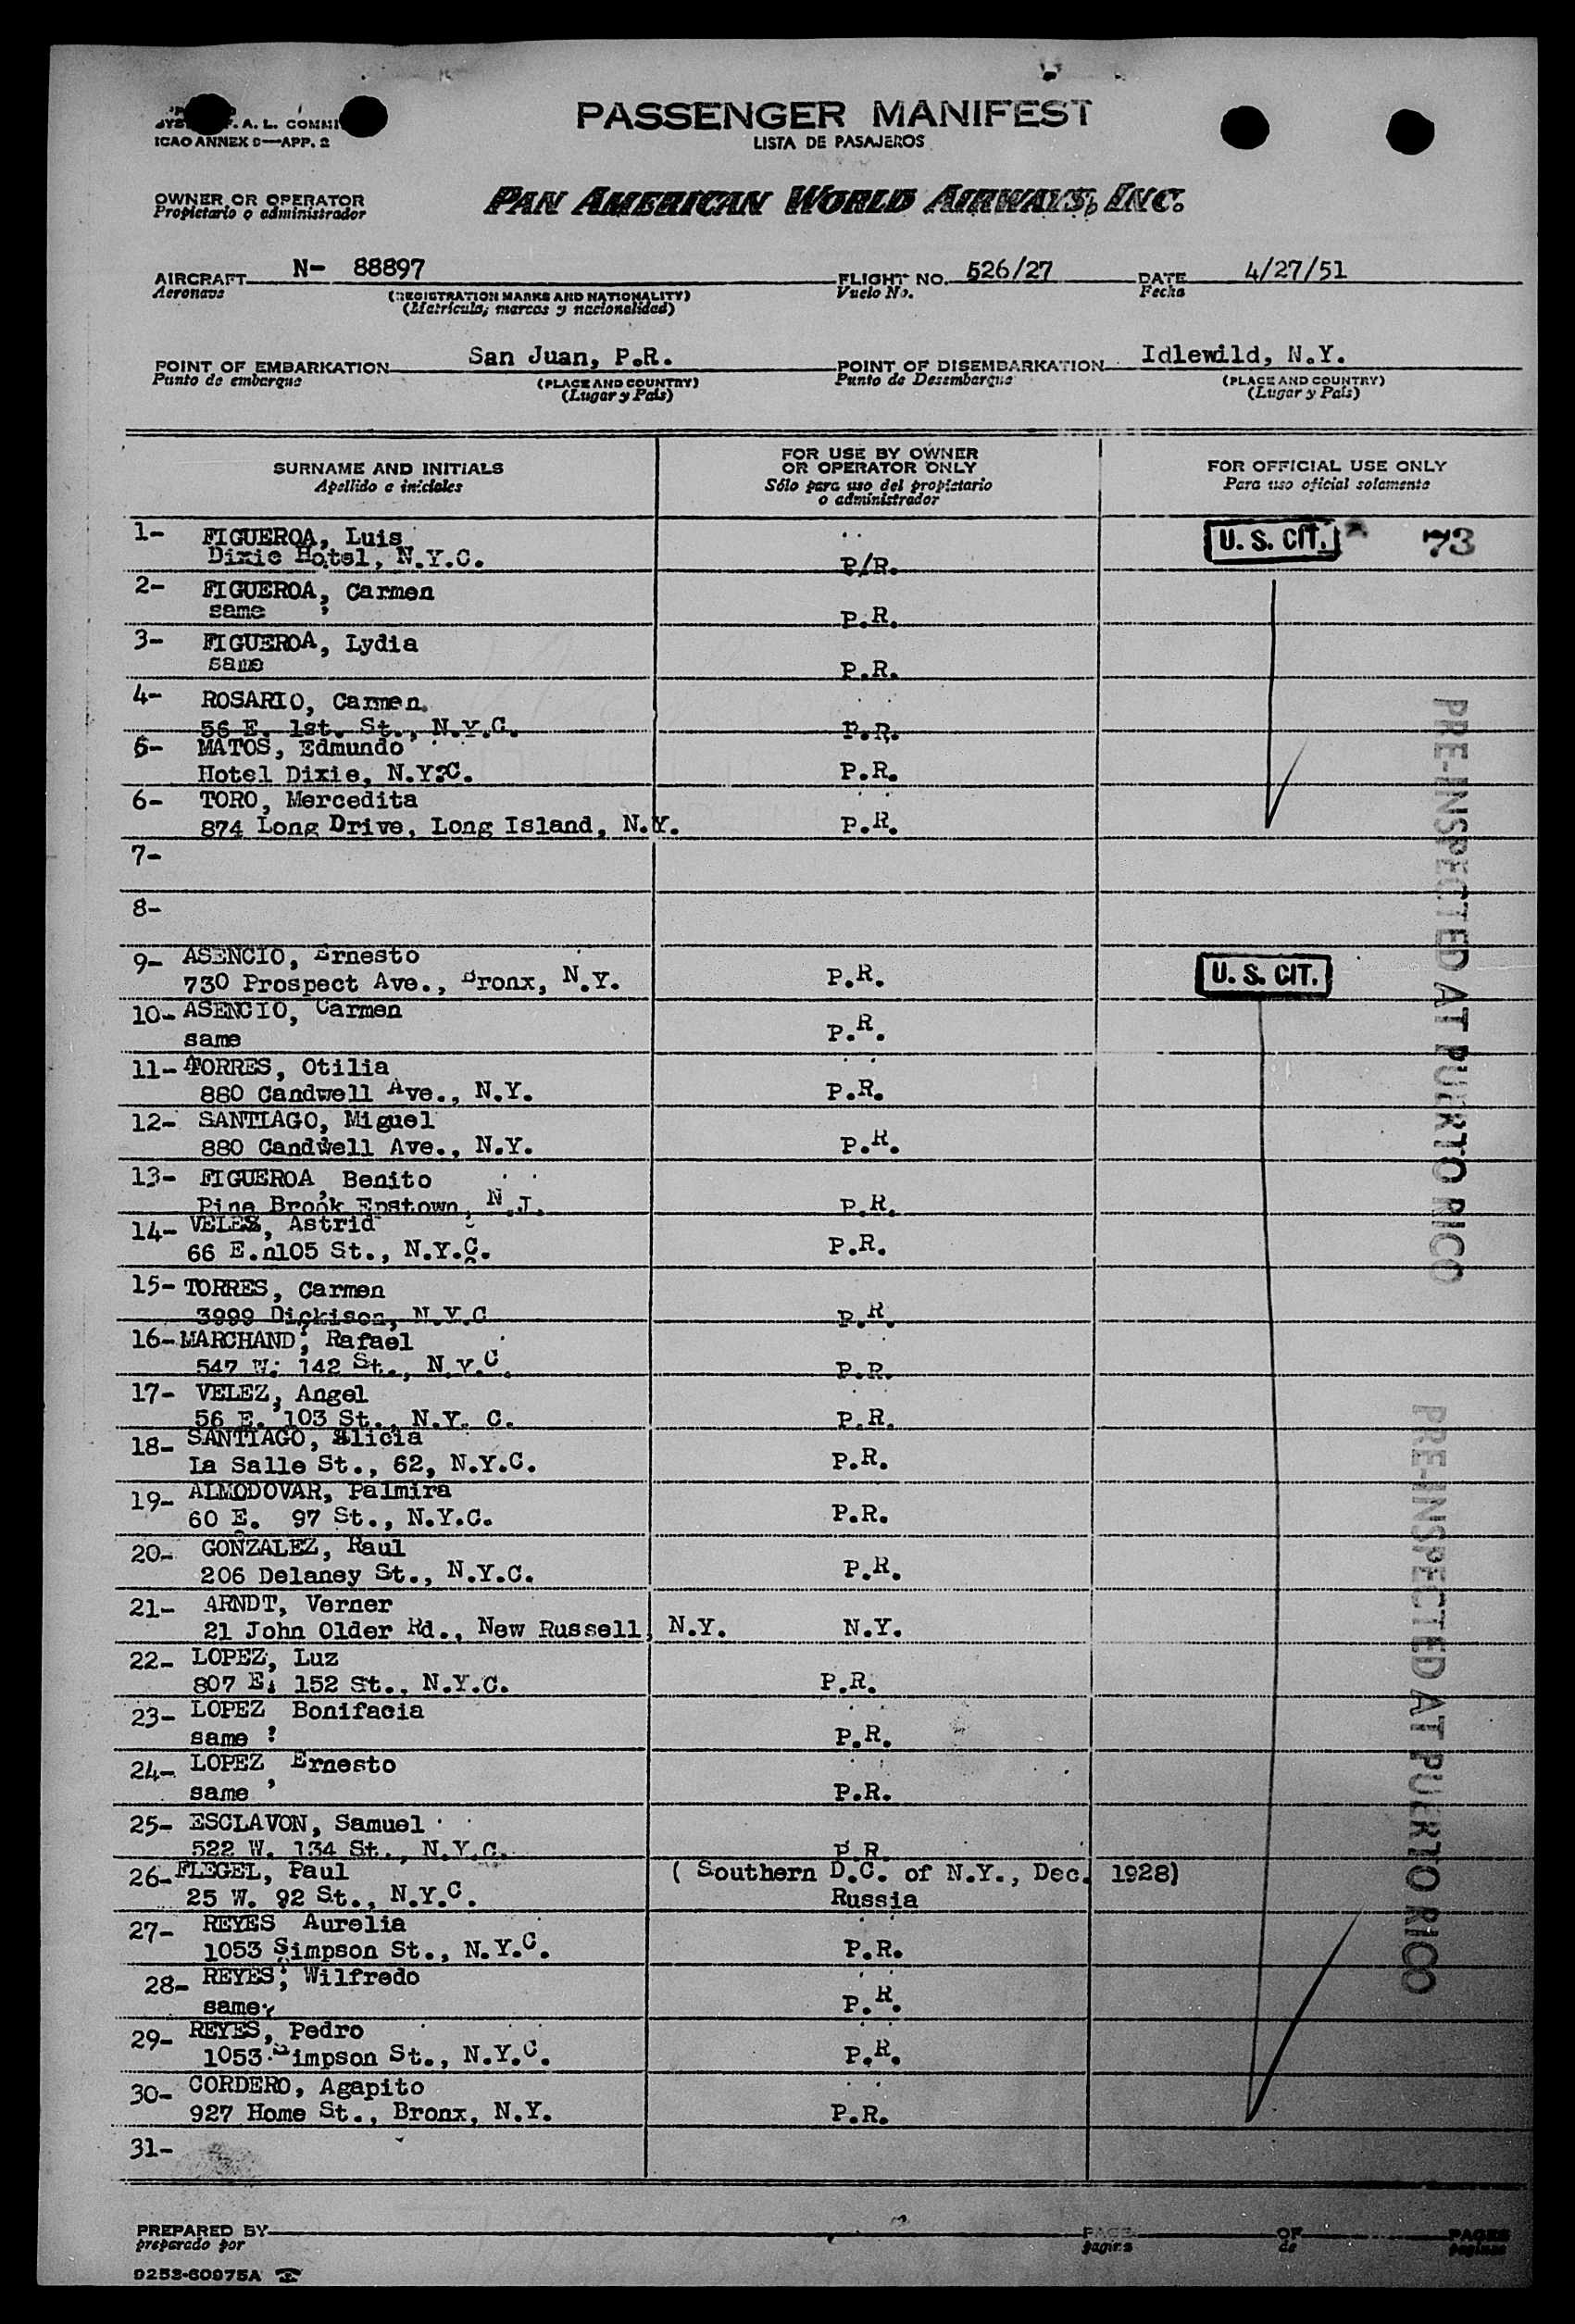 F. A. L. COMMI
ICAO ANNEX 9—APP. 2
PASSENGER MANIFEST
LISTA DE PASAJEROS
OWNER OR OPERATOR
Propietario o administrador
PAN AMERICAN WORLD AIRWAYS, INC.
AIRCRAFT N- 88897 FLIGHT NO. 526/27 DATE 4/27/51
Aeronave (REGISTRATION MARKS AND NATIONALITY) Vuelo No. Fecha
(Matrícula, marcas y nacionalidad)
POINT OF EMBARKATION San Juan, P.R. POINT OF DISEMBARKATION Idlewild, N.Y.
Punto de embarque (PLACE AND COUNTRY) Punto de Desembarque (PLACE AND COUNTRY)
(Lugar y País) (Lugar y País)
SURNAME AND INITIALS
Apellido e iniciales
FOR USE BY OWNER
OR OPERATOR ONLY
Sólo para uso del propietario
o administrador
FOR OFFICIAL USE ONLY
Para uso oficial solamente
1- FIGUEROA, Luis U. S. CIT. 73
Dixie Hotel, N.Y.C. P/R.
2- FIGUEROA, Carmen
same P.R.
3- FIGUEROA, Lydia
same P.R.
4- ROSARIO, Carmen.
56 E. 1st. St., N.Y.C. P.R.
5- MATOS, Edmundo
Hotel Dixie, N.Y.C. P.R.
6- TORO, Mercedita
874 Long Drive, Long Island, N.Y. P.R.
7-
8-
9- ASENCIO, Ernesto
730 Prospect Ave., Bronx, N.Y. P.R. U. S. CIT.
10- ASENCIO, Carmen
same P.R.
11- TORRES, Otilia
880 Candwell Ave., N.Y. P.R.
12- SANTIAGO, Miguel
880 Candwell Ave., N.Y. P.R.
13- FIGUEROA, Benito
Pine Brook Enstown, N.J. P.R.
14- VELEZ, Astrid
66 E.n105 St., N.Y.C. P.R.
15- TORRES, Carmen
3999 Dickison, N.Y.C P.R.
16- MARCHAND, Rafael
547 W. 142 St., N.Y.C. P.R.
17- VELEZ, Angel
56 E. 103 St., N.Y. C. P.R.
18- SANTIAGO, Alicia
La Salle St., 62, N.Y.C. P.R.
19- ALMODOVAR, Palmira
60 E. 97 St., N.Y.C. P.R.
20- GONZALEZ, Raul
206 Delaney St., N.Y.C. P.R.
21- ARNDT, Verner
21 John Older Rd., New Russell, N.Y. N.Y.
22- LOPEZ, Luz
807 E. 152 St., N.Y.C. P.R.
23- LOPEZ, Bonifacia
same P.R.
24- LOPEZ, Ernesto
same P.R.
25- ESCLAVON, Samuel
522 W. 134 St., N.Y.C. P.R.
26- FLEGEL, Paul ( Southern D.C. of N.Y., Dec. 1928)
25 W. 92 St., N.Y.C. Russia
27- REYES Aurelia
1053 Simpson St., N.Y.C. P.R.
28- REYES, Wilfredo
same P.R.
29- REYES, Pedro
1053 Simpson St., N.Y.C. P.R.
30- CORDERO, Agapito
927 Home St., Bronx, N.Y. P.R.
31-
PRE-INSPECTED AT PUERTO RICO
PRE-INSPECTED AT PUERTO RICO
PREPARED BY PAGE OF PAGES
preparado por pagina de paginas
9253-60975A